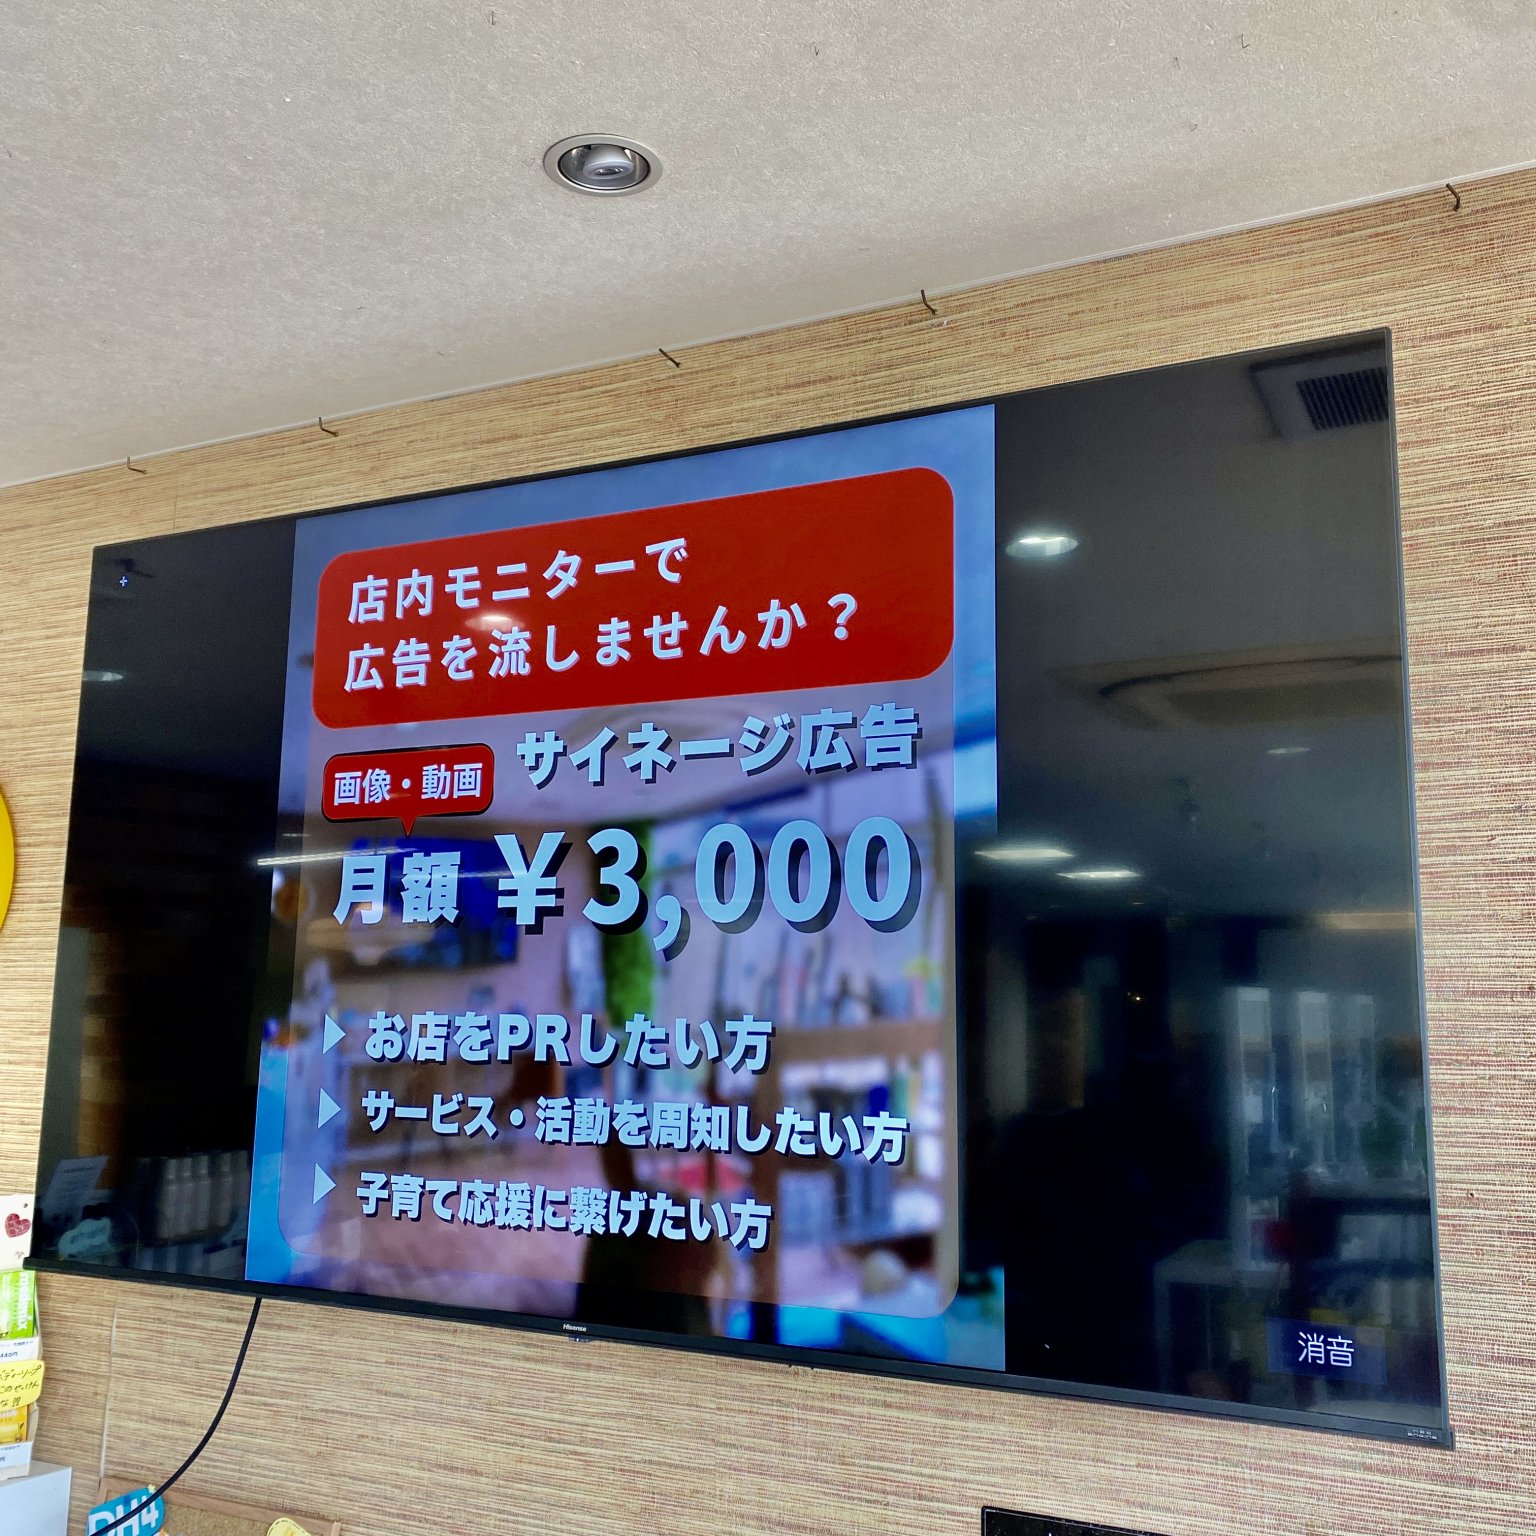 店内モニターで
広告を流しませんか？
サイネージ広告
画像・動画
月額 ￥3,000
▶ お店をPRしたい方
▶ サービス・活動を周知したい方
▶ 子育て応援に繋げたい方
Hisense
消音